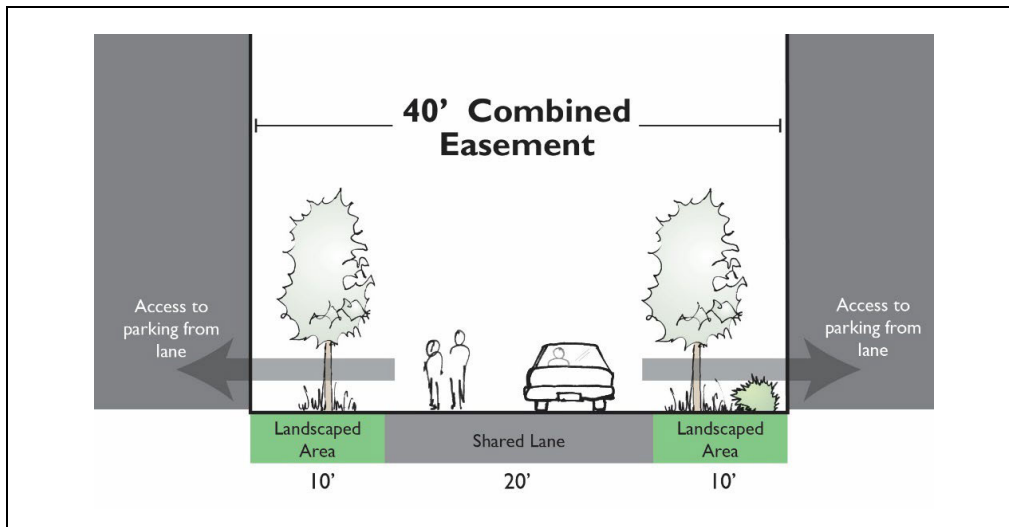 40’ Combined
Easement
Access to
parking from
lane
Access to
parking from
lane
Landscaped
Area
Shared Lane
Landscaped
Area
10’
20’
10’